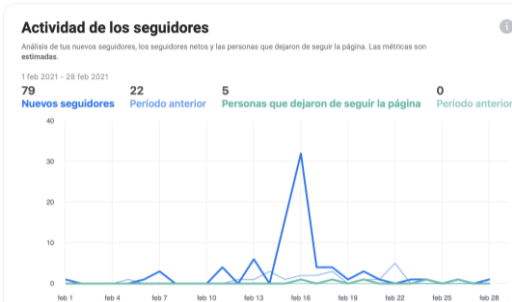 Actividad de los seguidores
Análisis de tus nuevos seguidores, los seguidores netos y las personas que dejaron de seguir la página. Las métricas son
estimadas.
1 feb 2021 - 28 feb 2021
79 22 5 0
Nuevos seguidores Período anterior Personas que dejaron de seguir la página Período anterior
40
30
20
10
0
feb 1 feb 4 feb 7 feb 10 feb 13 feb 16 feb 19 feb 22 feb 25 feb 28